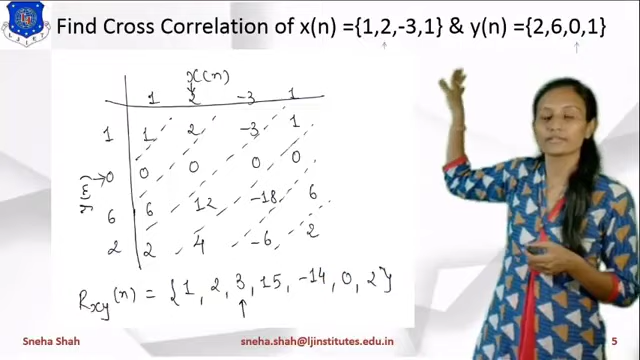 Find Cross Correlation of x(n) ={1,2,-3,1} & y(n) ={2,6,0,1}
↑ ↑
x(n)
1 2 -3 1
1 1 2 -3 1
→0 0 0 0 0
y(-n)
6 6 12 -18 6
2 2 4 -6 2
Rxy(n) = {1, 2, 3, 15, -14, 0, 2}
↑
Sneha Shah sneha.shah@ljinstitutes.edu.in 5